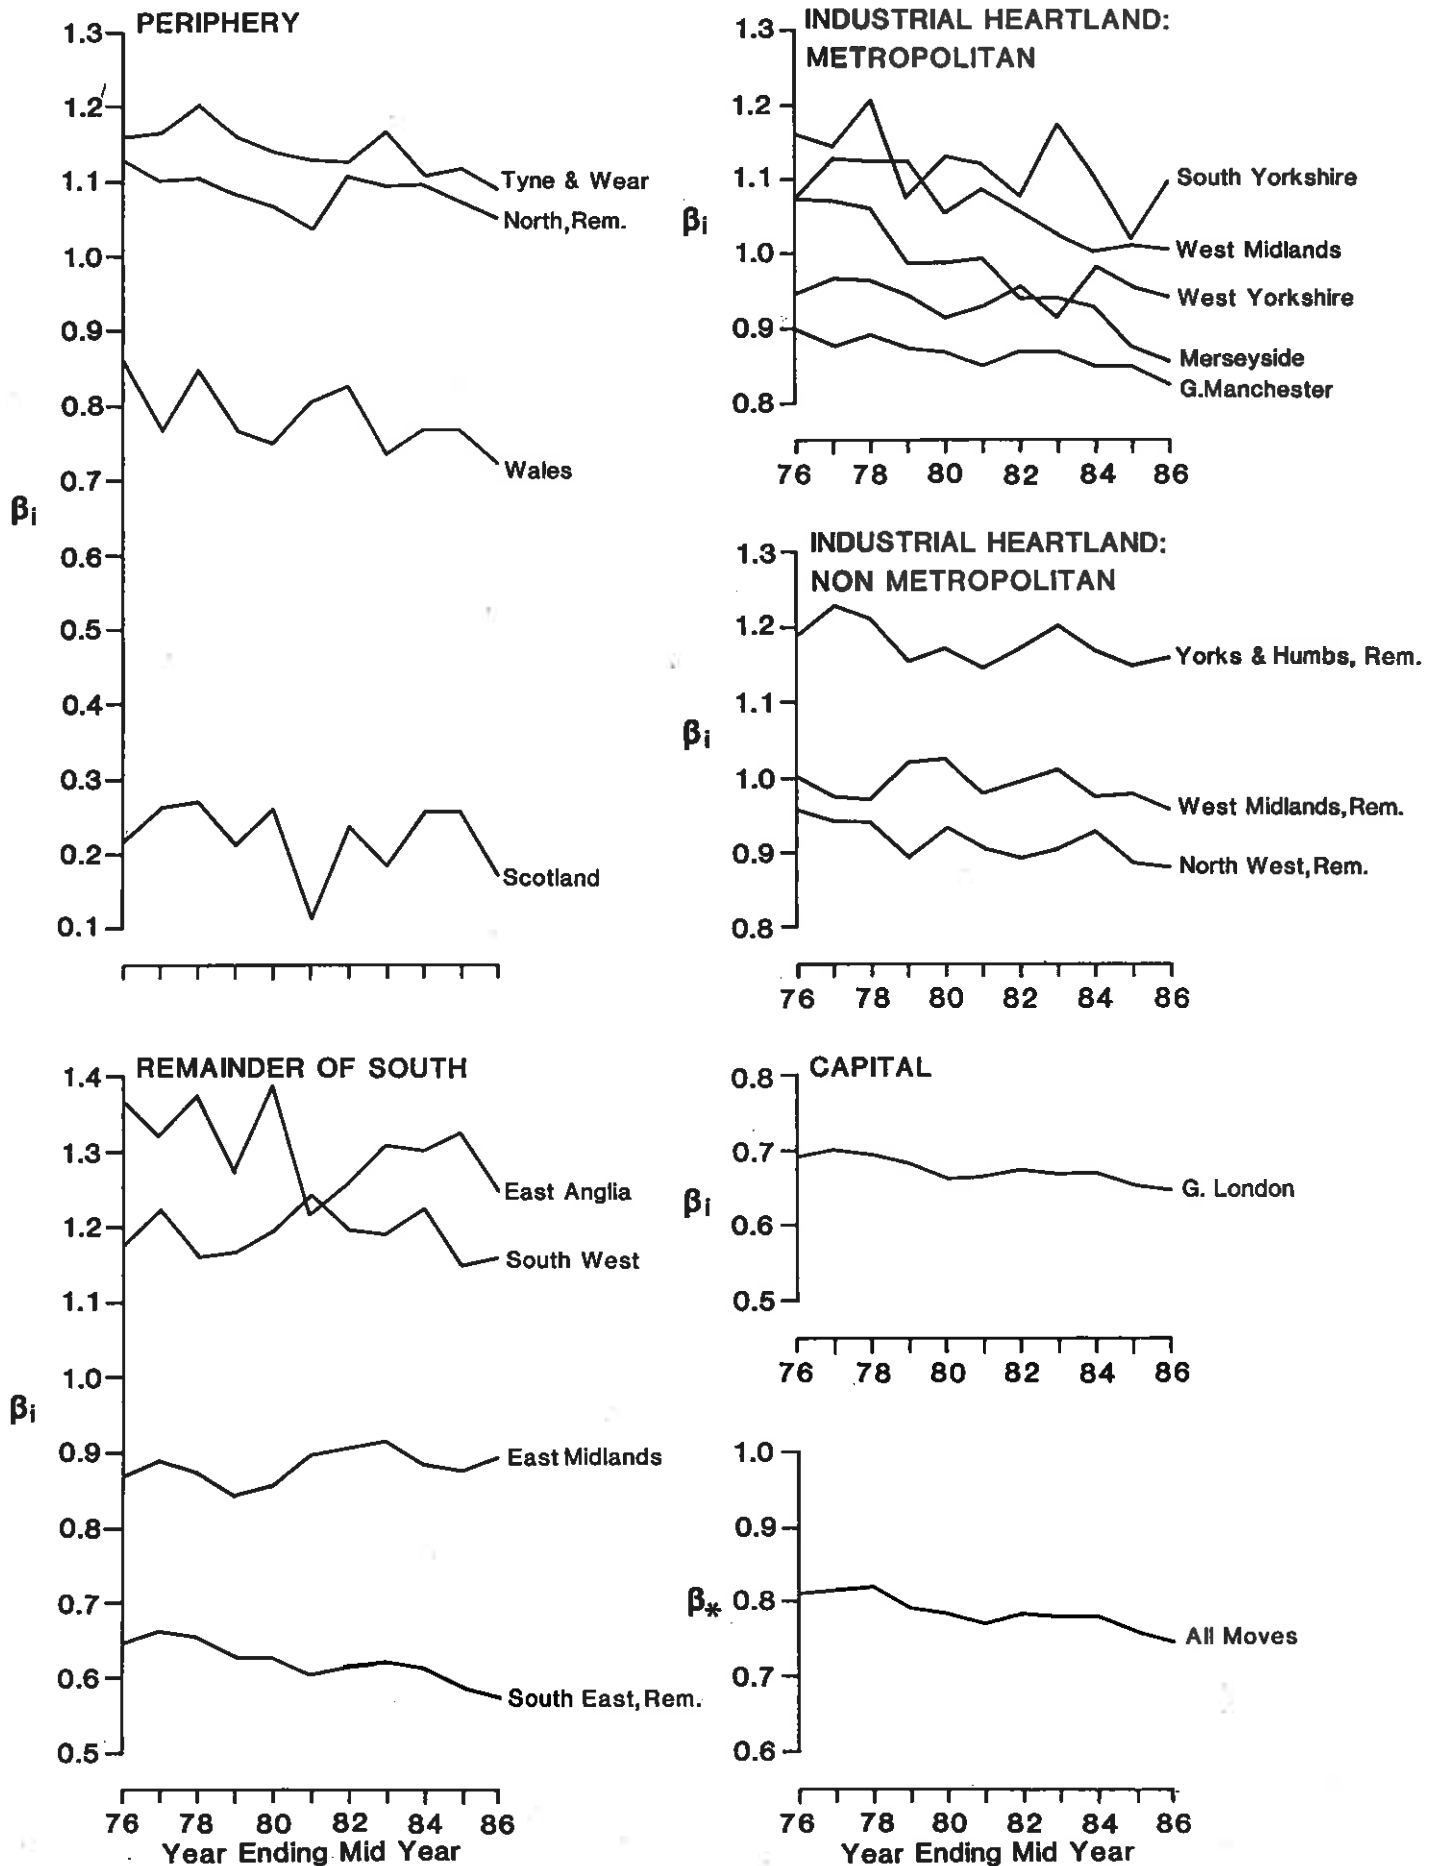 PERIPHERY
1.3
1.2
1.1
1.0
0.9
0.8
0.7
0.6
0.5
0.4
0.3
0.2
0.1
βi
Tyne & Wear
North,Rem.
Wales
Scotland
INDUSTRIAL HEARTLAND:
METROPOLITAN
1.3
1.2
1.1
1.0
0.9
0.8
βi
South Yorkshire
West Midlands
West Yorkshire
Merseyside
G.Manchester
76 78 80 82 84 86
INDUSTRIAL HEARTLAND:
NON METROPOLITAN
1.3
1.2
1.1
1.0
0.9
0.8
βi
Yorks & Humbs, Rem.
West Midlands,Rem.
North West,Rem.
76 78 80 82 84 86
REMAINDER OF SOUTH
1.4
1.3
1.2
1.1
1.0
0.9
0.8
0.7
0.6
0.5
βi
East Anglia
South West
East Midlands
South East,Rem.
76 78 80 82 84 86
Year Ending Mid Year
CAPITAL
0.8
0.7
0.6
0.5
βi
G. London
76 78 80 82 84 86
1.0
0.9
0.8
0.7
0.6
β*
All Moves
76 78 80 82 84 86
Year Ending Mid Year